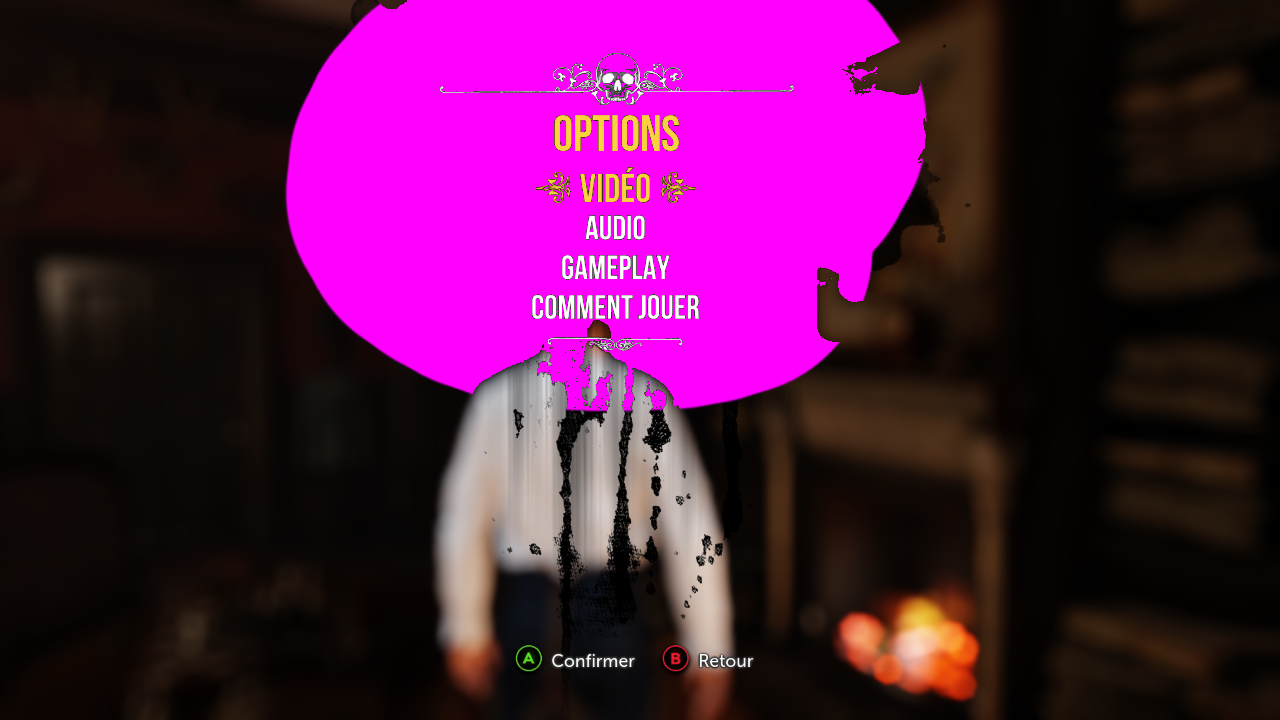 OPTIONS
VIDÉO
AUDIO
GAMEPLAY
COMMENT JOUER
A Confirmer B Retour